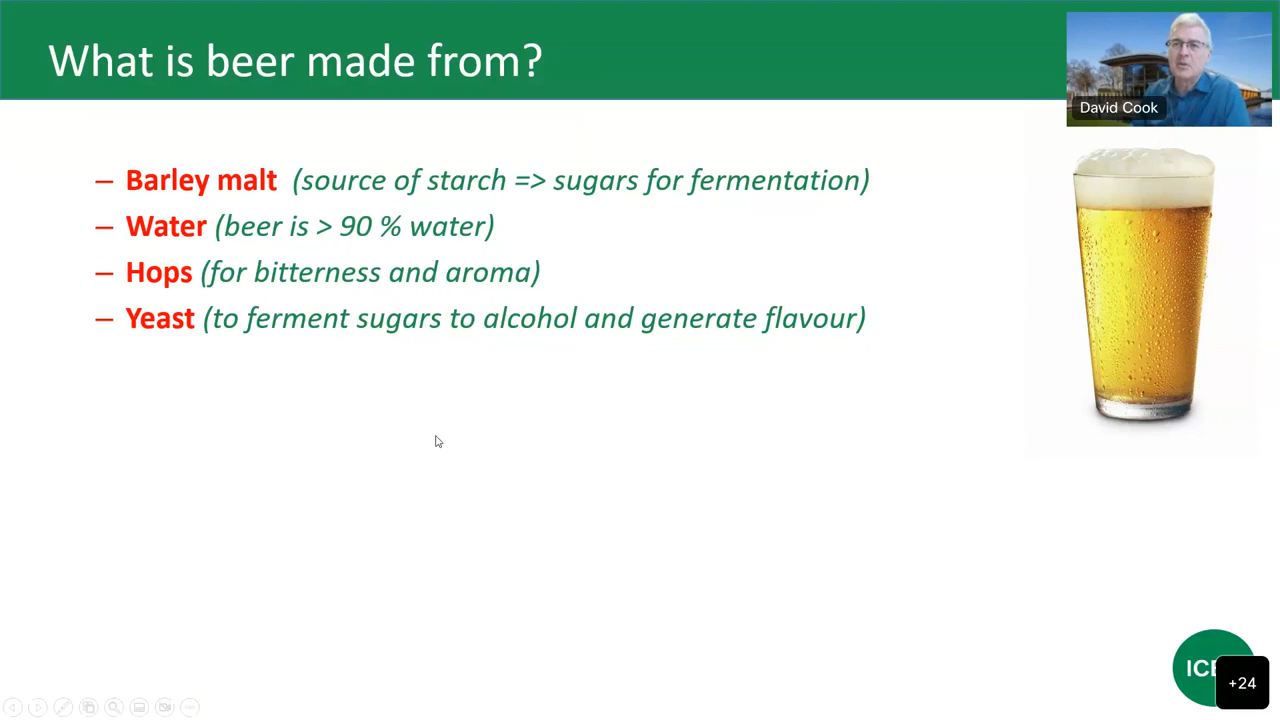 What is beer made from?
David Cook
– Barley malt (source of starch => sugars for fermentation)
– Water (beer is > 90 % water)
– Hops (for bitterness and aroma)
– Yeast (to ferment sugars to alcohol and generate flavour)
+24